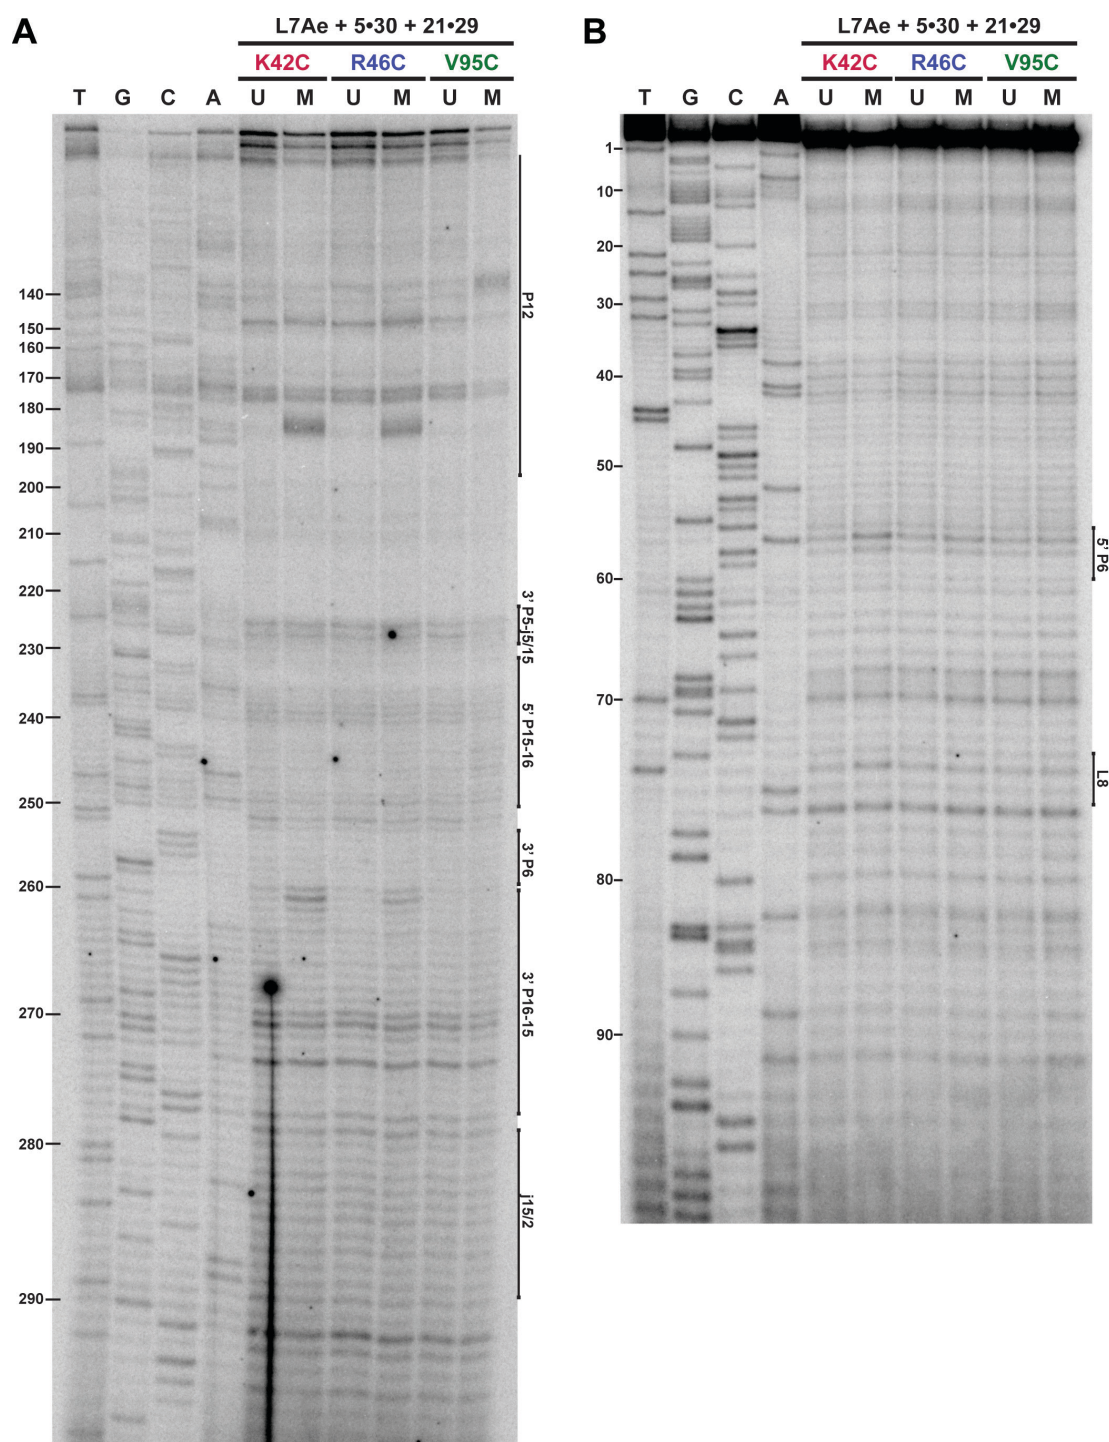 A
L7Ae + 5•30 + 21•29
K42C R46C V95C
T G C A U M U M U M
140
150
160
170
180
190
200
210
220
230
240
250
260
270
280
290
P12
3' P5-j5/15
5' P15-16
3' P6
3' P16-15
j15/2
B
L7Ae + 5•30 + 21•29
K42C R46C V95C
T G C A U M U M U M
1
10
20
30
40
50
60
70
80
90
5' P6
L8